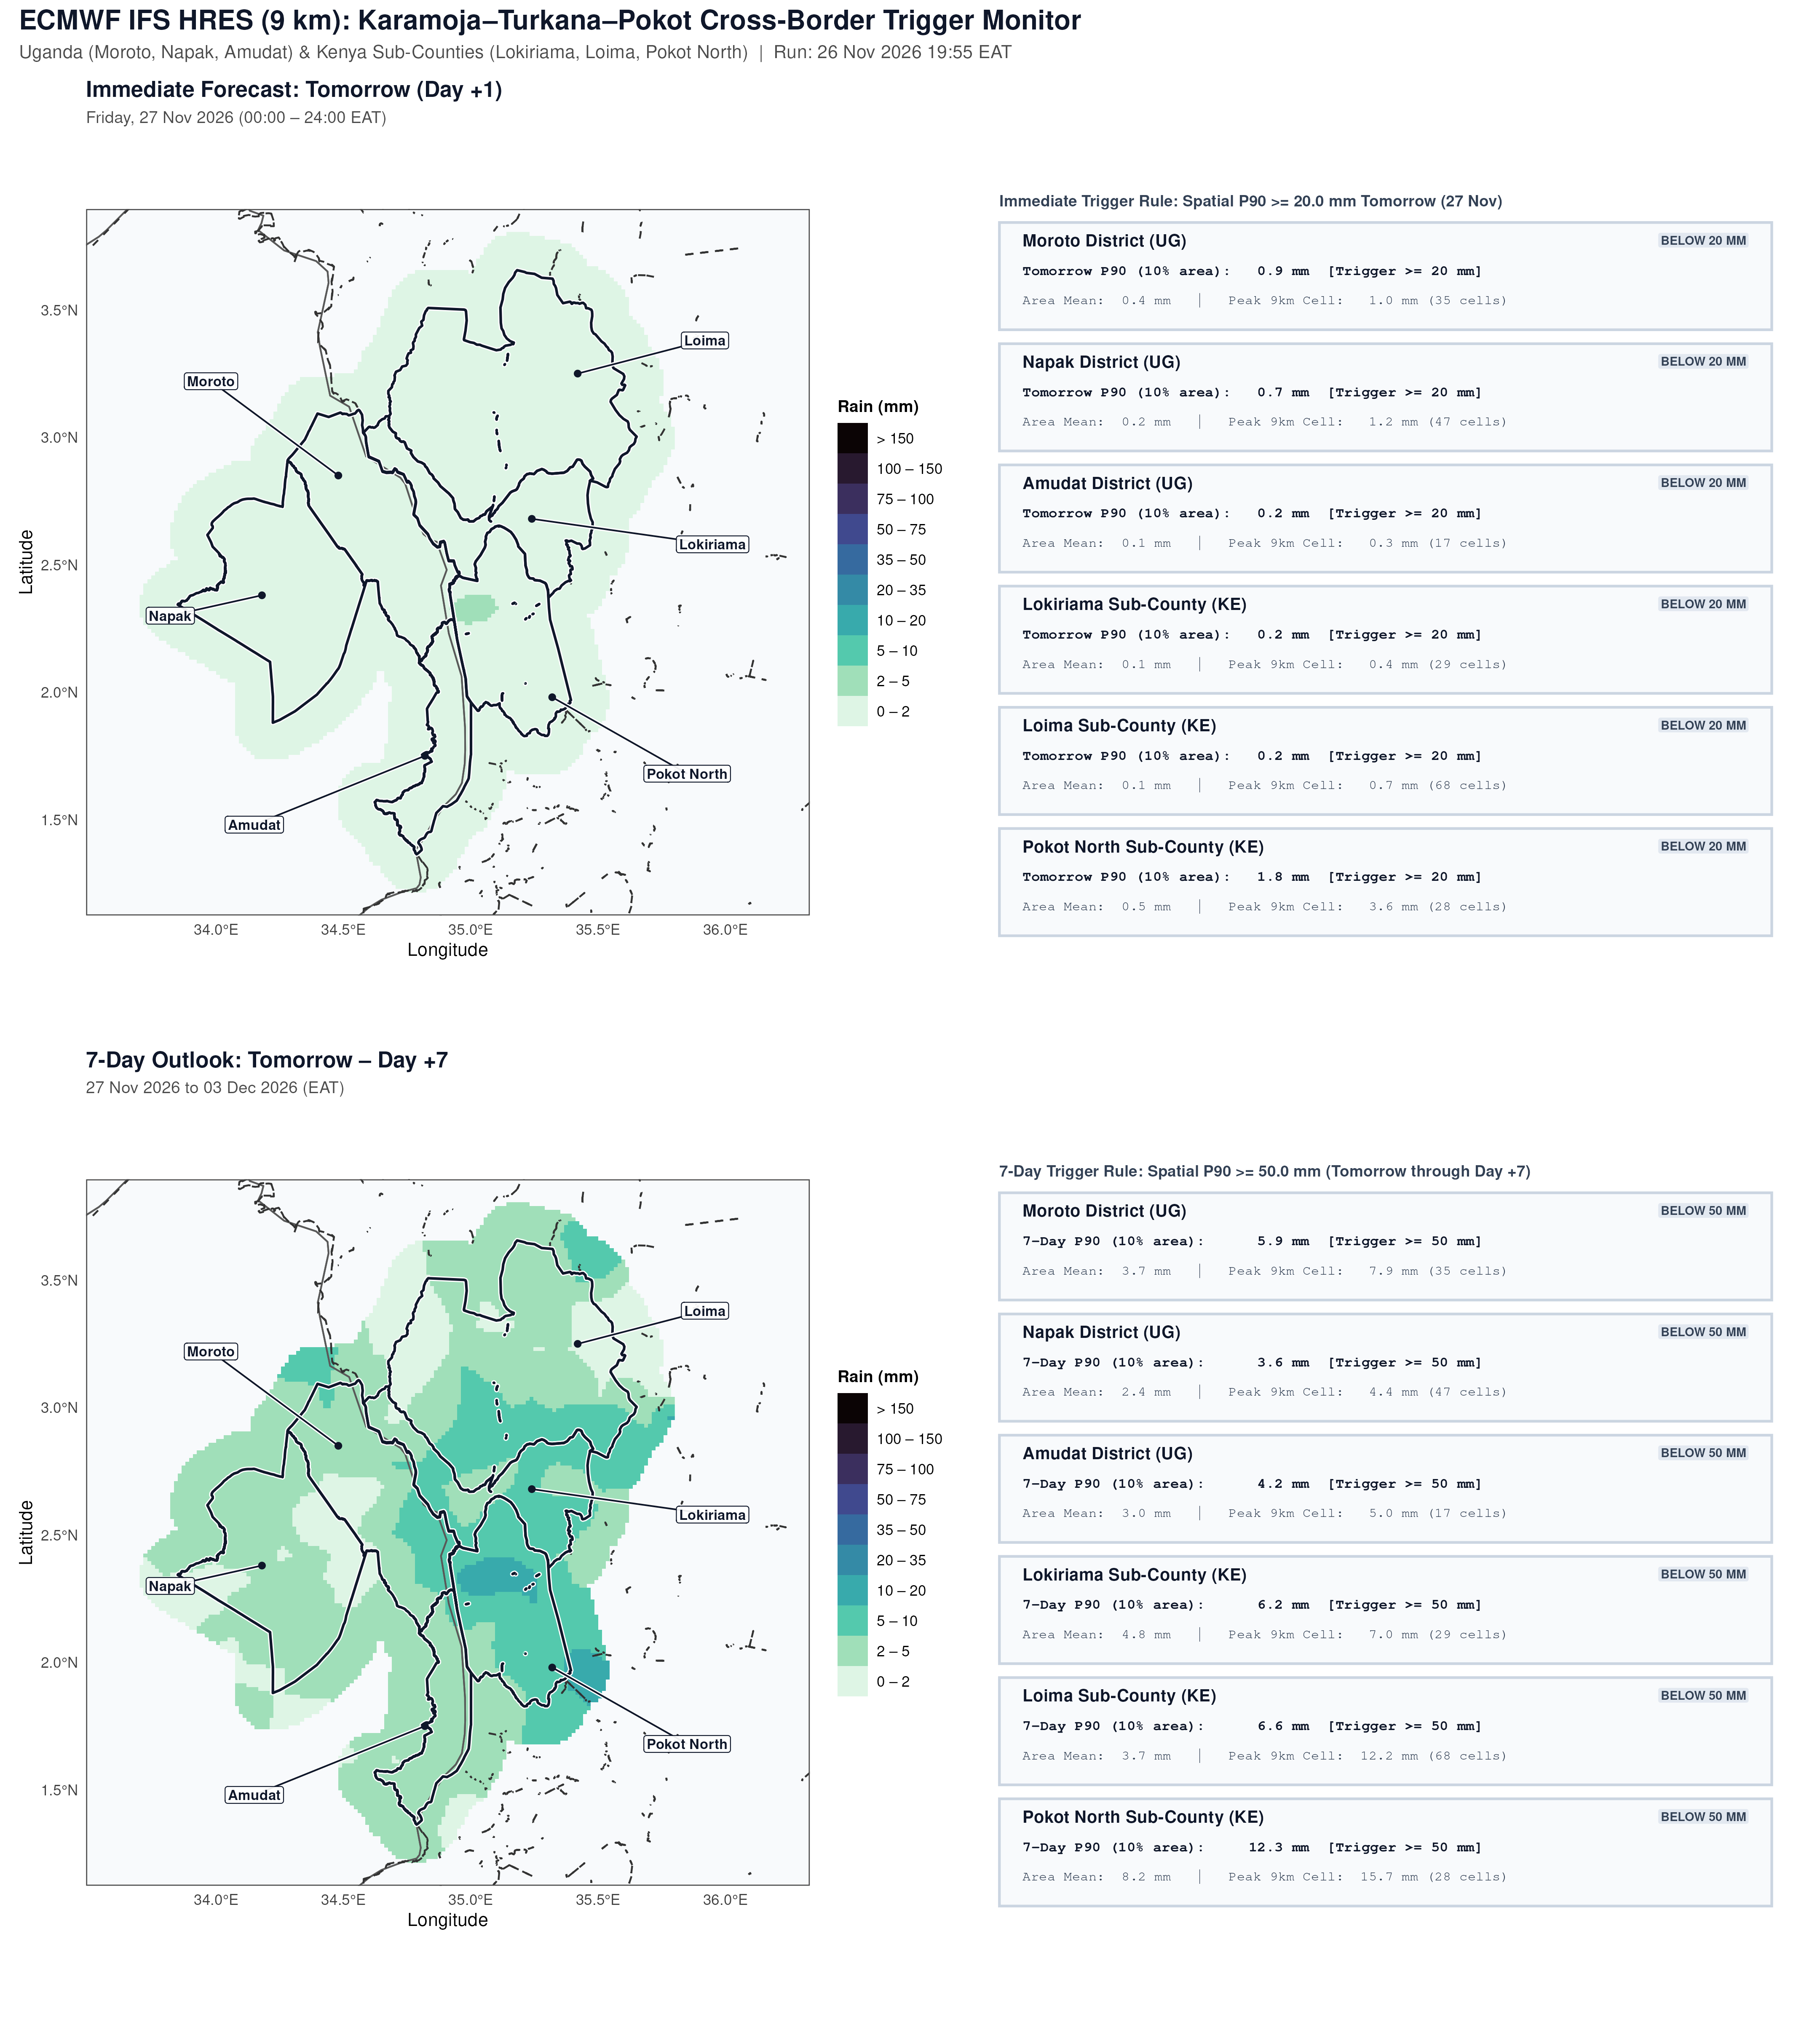 ECMWF IFS HRES (9 km): Karamoja–Turkana–Pokot Cross-Border Trigger Monitor
Uganda (Moroto, Napak, Amudat) & Kenya Sub-Counties (Lokiriama, Loima, Pokot North) | Run: 26 Nov 2026 19:55 EAT
Immediate Forecast: Tomorrow (Day +1)
Friday, 27 Nov 2026 (00:00 – 24:00 EAT)
Latitude
3.5°N
3.0°N
2.5°N
2.0°N
1.5°N
Loima
Moroto
Lokiriama
Napak
Pokot North
Amudat
34.0°E 34.5°E 35.0°E 35.5°E 36.0°E
Longitude
Rain (mm)
> 150
100 – 150
75 – 100
50 – 75
35 – 50
20 – 35
10 – 20
5 – 10
2 – 5
0 – 2
Immediate Trigger Rule: Spatial P90 >= 20.0 mm Tomorrow (27 Nov)
Moroto District (UG) BELOW 20 MM
Tomorrow P90 (10% area): 0.9 mm [Trigger >= 20 mm]
Area Mean: 0.4 mm | Peak 9km Cell: 1.0 mm (35 cells)
Napak District (UG) BELOW 20 MM
Tomorrow P90 (10% area): 0.7 mm [Trigger >= 20 mm]
Area Mean: 0.2 mm | Peak 9km Cell: 1.2 mm (47 cells)
Amudat District (UG) BELOW 20 MM
Tomorrow P90 (10% area): 0.2 mm [Trigger >= 20 mm]
Area Mean: 0.1 mm | Peak 9km Cell: 0.3 mm (17 cells)
Lokiriama Sub-County (KE) BELOW 20 MM
Tomorrow P90 (10% area): 0.2 mm [Trigger >= 20 mm]
Area Mean: 0.1 mm | Peak 9km Cell: 0.4 mm (29 cells)
Loima Sub-County (KE) BELOW 20 MM
Tomorrow P90 (10% area): 0.2 mm [Trigger >= 20 mm]
Area Mean: 0.1 mm | Peak 9km Cell: 0.7 mm (68 cells)
Pokot North Sub-County (KE) BELOW 20 MM
Tomorrow P90 (10% area): 1.8 mm [Trigger >= 20 mm]
Area Mean: 0.5 mm | Peak 9km Cell: 3.6 mm (28 cells)
7-Day Outlook: Tomorrow – Day +7
27 Nov 2026 to 03 Dec 2026 (EAT)
Latitude
3.5°N
3.0°N
2.5°N
2.0°N
1.5°N
Loima
Moroto
Lokiriama
Napak
Pokot North
Amudat
34.0°E 34.5°E 35.0°E 35.5°E 36.0°E
Longitude
Rain (mm)
> 150
100 – 150
75 – 100
50 – 75
35 – 50
20 – 35
10 – 20
5 – 10
2 – 5
0 – 2
7-Day Trigger Rule: Spatial P90 >= 50.0 mm (Tomorrow through Day +7)
Moroto District (UG) BELOW 50 MM
7-Day P90 (10% area): 5.9 mm [Trigger >= 50 mm]
Area Mean: 3.7 mm | Peak 9km Cell: 7.9 mm (35 cells)
Napak District (UG) BELOW 50 MM
7-Day P90 (10% area): 3.6 mm [Trigger >= 50 mm]
Area Mean: 2.4 mm | Peak 9km Cell: 4.4 mm (47 cells)
Amudat District (UG) BELOW 50 MM
7-Day P90 (10% area): 4.2 mm [Trigger >= 50 mm]
Area Mean: 3.0 mm | Peak 9km Cell: 5.0 mm (17 cells)
Lokiriama Sub-County (KE) BELOW 50 MM
7-Day P90 (10% area): 6.2 mm [Trigger >= 50 mm]
Area Mean: 4.8 mm | Peak 9km Cell: 7.0 mm (29 cells)
Loima Sub-County (KE) BELOW 50 MM
7-Day P90 (10% area): 6.6 mm [Trigger >= 50 mm]
Area Mean: 3.7 mm | Peak 9km Cell: 12.2 mm (68 cells)
Pokot North Sub-County (KE) BELOW 50 MM
7-Day P90 (10% area): 12.3 mm [Trigger >= 50 mm]
Area Mean: 8.2 mm | Peak 9km Cell: 15.7 mm (28 cells)